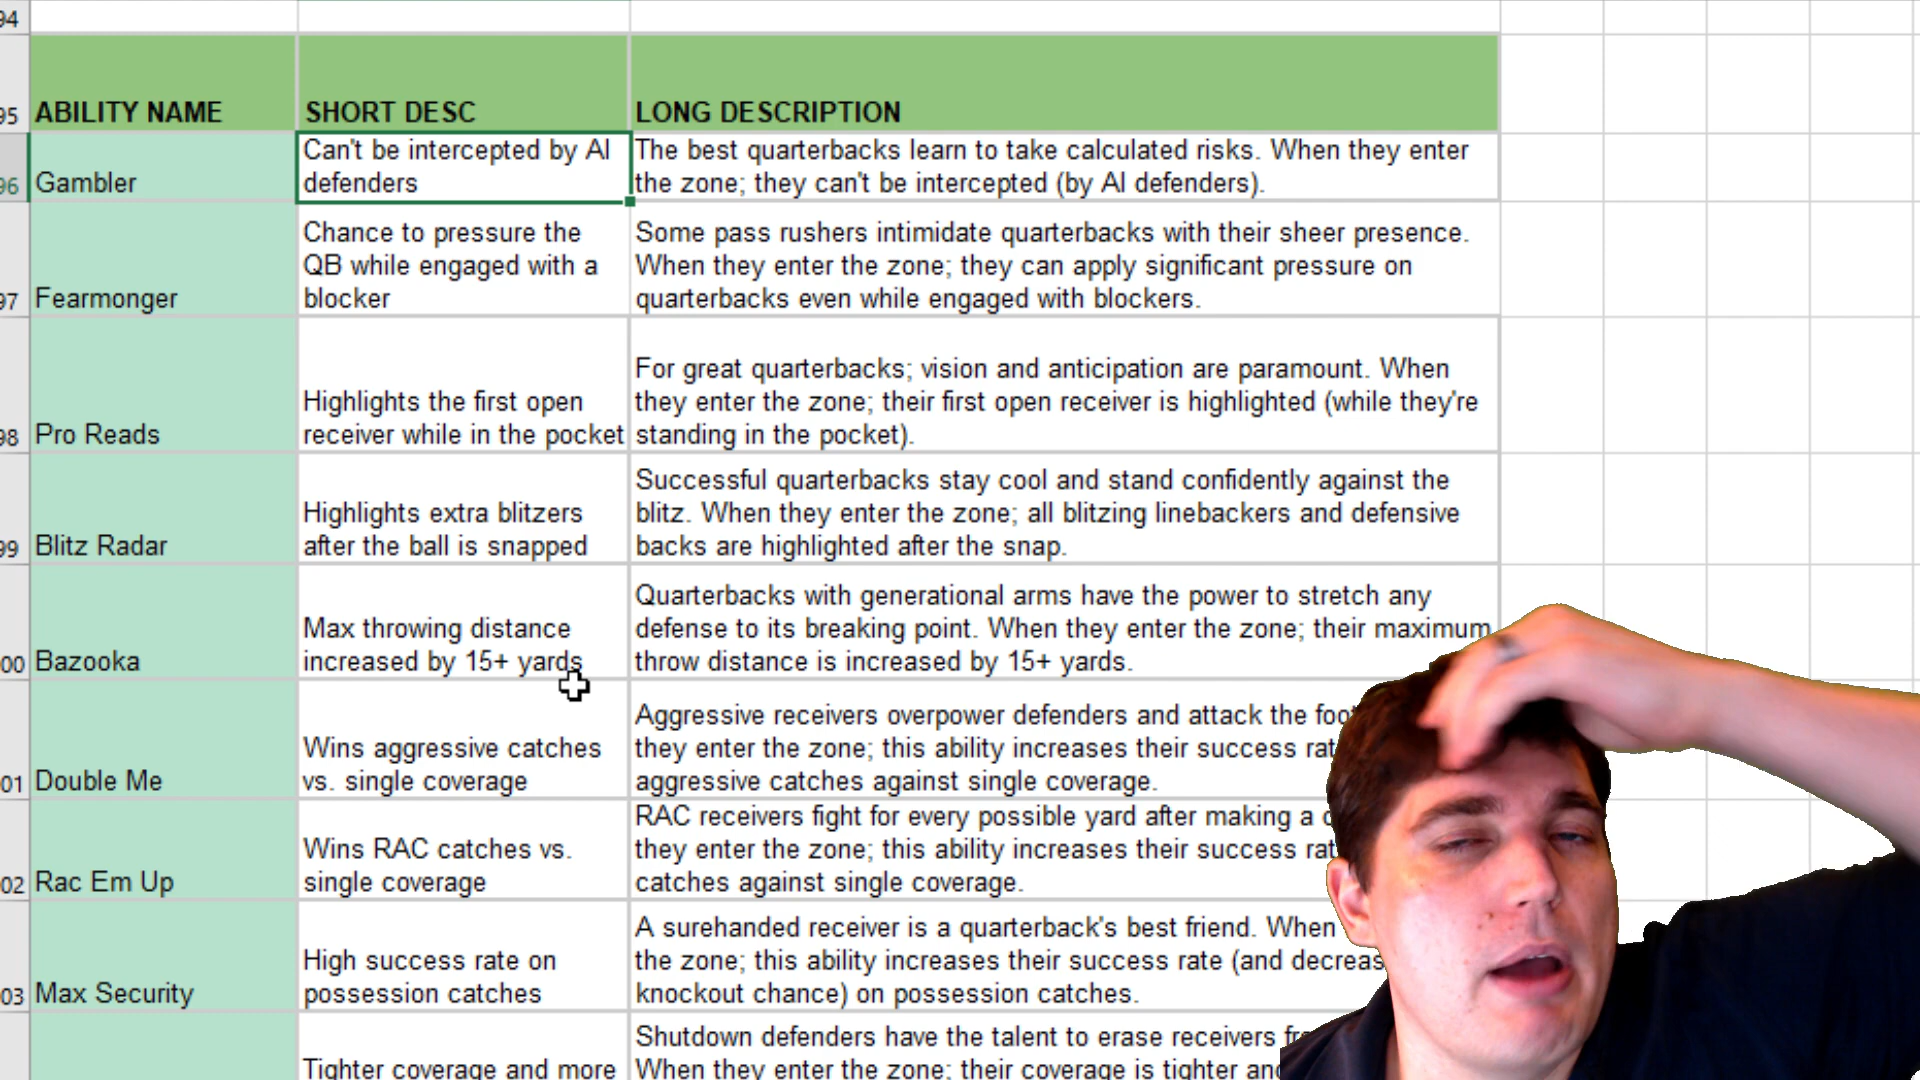 94
95 ABILITY NAME SHORT DESC LONG DESCRIPTION
Can't be intercepted by AI
defenders
The best quarterbacks learn to take calculated risks. When they enter
the zone; they can't be intercepted (by AI defenders).
96 Gambler
Chance to pressure the
QB while engaged with a
blocker
Some pass rushers intimidate quarterbacks with their sheer presence.
When they enter the zone; they can apply significant pressure on
quarterbacks even while engaged with blockers.
97 Fearmonger
Highlights the first open
receiver while in the pocket
For great quarterbacks; vision and anticipation are paramount. When
they enter the zone; their first open receiver is highlighted (while they're
standing in the pocket).
98 Pro Reads
Highlights extra blitzers
after the ball is snapped
Successful quarterbacks stay cool and stand confidently against the
blitz. When they enter the zone; all blitzing linebackers and defensive
backs are highlighted after the snap.
99 Blitz Radar
Max throwing distance
increased by 15+ yards
Quarterbacks with generational arms have the power to stretch any
defense to its breaking point. When they enter the zone; their maximum
throw distance is increased by 15+ yards.
00 Bazooka
Wins aggressive catches
vs. single coverage
Aggressive receivers overpower defenders and attack the
they enter the zone; this ability increases their success
aggressive catches against single coverage.
01 Double Me
Wins RAC catches vs.
single coverage
RAC receivers fight for every possible yard after making a
they enter the zone; this ability increases their success
catches against single coverage.
02 Rac Em Up
High success rate on
possession catches
A surehanded receiver is a quarterback's best friend. When
the zone; this ability increases their success rate (and
knockout chance) on possession catches.
03 Max Security
Tighter coverage and more
Shutdown defenders have the talent to erase receivers
When they enter the zone; their coverage is tighter